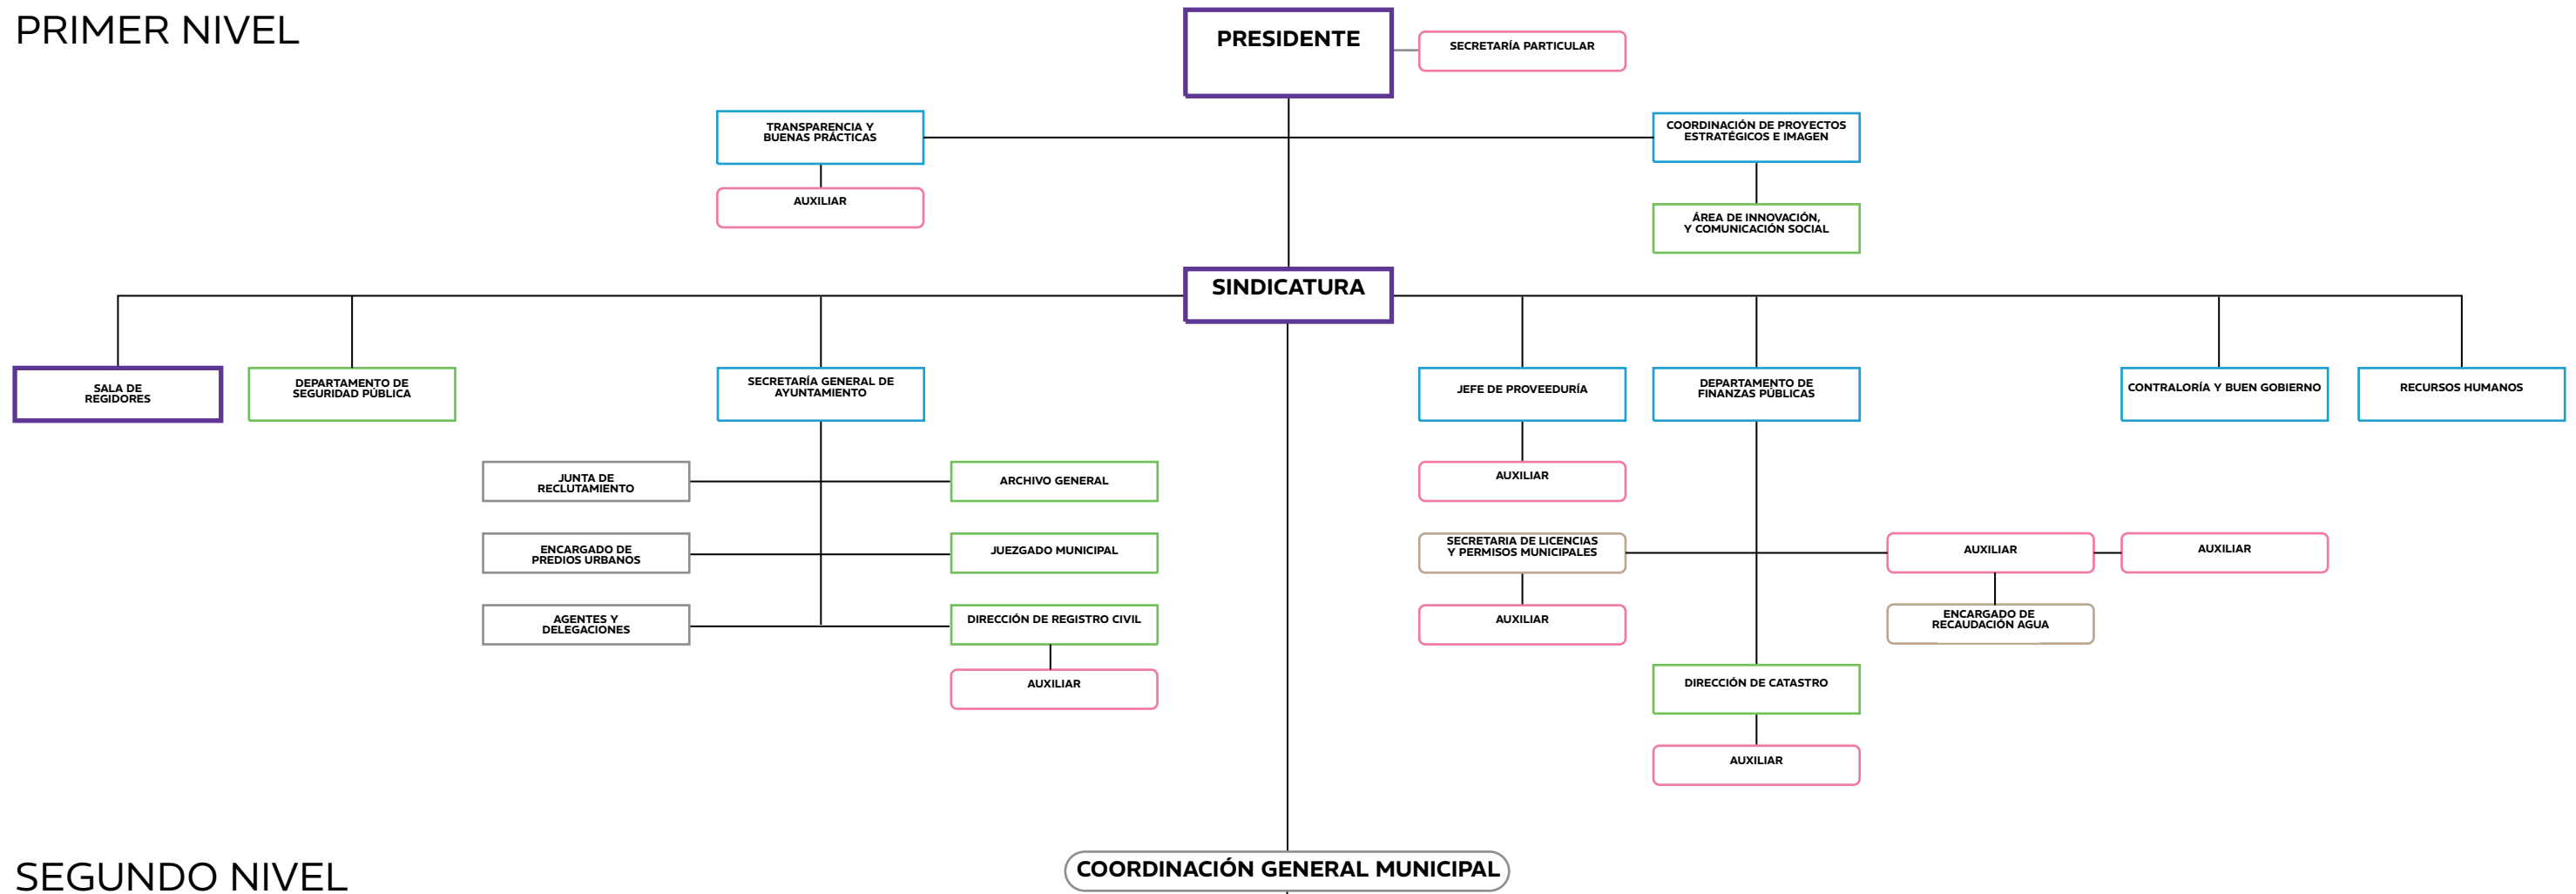 PRIMER NIVEL
PRESIDENTE
SECRETARÍA PARTICULAR
TRANSPARENCIA Y
BUENAS PRÁCTICAS
COORDINACIÓN DE PROYECTOS
ESTRATÉGICOS E IMAGEN
AUXILIAR
ÁREA DE INNOVACIÓN,
Y COMUNICACIÓN SOCIAL
SINDICATURA
SALA DE
REGIDORES
DEPARTAMENTO DE
SEGURIDAD PÚBLICA
SECRETARÍA GENERAL DE
AYUNTAMIENTO
JEFE DE PROVEEDURÍA
DEPARTAMENTO DE
FINANZAS PÚBLICAS
CONTRALORÍA Y BUEN GOBIERNO
RECURSOS HUMANOS
JUNTA DE
RECLUTAMIENTO
ARCHIVO GENERAL
AUXILIAR
ENCARGADO DE
PREDIOS URBANOS
JUEZGADO MUNICIPAL
SECRETARIA DE LICENCIAS
Y PERMISOS MUNICIPALES
AUXILIAR
AUXILIAR
AGENTES Y
DELEGACIONES
DIRECCIÓN DE REGISTRO CIVIL
AUXILIAR
ENCARGADO DE
RECAUDACIÓN AGUA
AUXILIAR
DIRECCIÓN DE CATASTRO
AUXILIAR
COORDINACIÓN GENERAL MUNICIPAL
SEGUNDO NIVEL